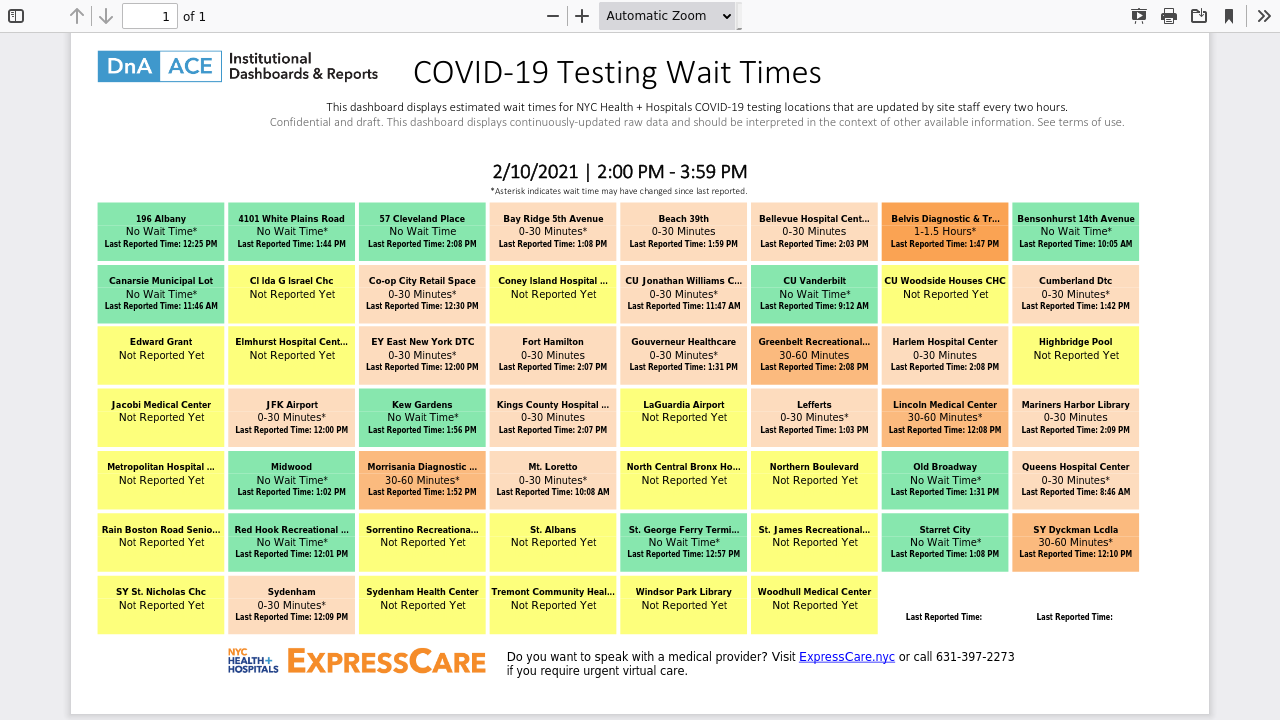 1 of 1
Automatic Zoom
DnA ACE Institutional Dashboards & Reports
COVID-19 Testing Wait Times
This dashboard displays estimated wait times for NYC Health + Hospitals COVID-19 testing locations that are updated by site staff every two hours.
Confidential and draft. This dashboard displays continuously-updated raw data and should be interpreted in the context of other available information. See terms of use.
2/10/2021 | 2:00 PM - 3:59 PM
*Asterisk indicates wait time may have changed since last reported.
196 Albany
No Wait Time*
Last Reported Time: 12:25 PM
4101 White Plains Road
No Wait Time*
Last Reported Time: 1:44 PM
57 Cleveland Place
No Wait Time
Last Reported Time: 2:08 PM
Bay Ridge 5th Avenue
0-30 Minutes*
Last Reported Time: 1:08 PM
Beach 39th
0-30 Minutes
Last Reported Time: 1:59 PM
Bellevue Hospital Cent...
0-30 Minutes
Last Reported Time: 2:03 PM
Belvis Diagnostic & Tr...
1-1.5 Hours*
Last Reported Time: 1:47 PM
Bensonhurst 14th Avenue
No Wait Time*
Last Reported Time: 10:05 AM
Canarsie Municipal Lot
No Wait Time*
Last Reported Time: 11:46 AM
CI Ida G Israel Chc
Not Reported Yet
Co-op City Retail Space
0-30 Minutes*
Last Reported Time: 12:30 PM
Coney Island Hospital ...
Not Reported Yet
CU Jonathan Williams C...
0-30 Minutes*
Last Reported Time: 11:47 AM
CU Vanderbilt
No Wait Time*
Last Reported Time: 9:12 AM
CU Woodside Houses CHC
Not Reported Yet
Cumberland Dtc
0-30 Minutes*
Last Reported Time: 1:42 PM
Edward Grant
Not Reported Yet
Elmhurst Hospital Cent...
Not Reported Yet
EY East New York DTC
0-30 Minutes*
Last Reported Time: 12:00 PM
Fort Hamilton
0-30 Minutes
Last Reported Time: 2:07 PM
Gouverneur Healthcare
0-30 Minutes*
Last Reported Time: 1:31 PM
Greenbelt Recreational...
30-60 Minutes
Last Reported Time: 2:08 PM
Harlem Hospital Center
0-30 Minutes
Last Reported Time: 2:08 PM
Highbridge Pool
Not Reported Yet
Jacobi Medical Center
Not Reported Yet
JFK Airport
0-30 Minutes*
Last Reported Time: 12:00 PM
Kew Gardens
No Wait Time*
Last Reported Time: 1:56 PM
Kings County Hospital ...
0-30 Minutes
Last Reported Time: 2:07 PM
LaGuardia Airport
Not Reported Yet
Lefferts
0-30 Minutes*
Last Reported Time: 1:03 PM
Lincoln Medical Center
30-60 Minutes*
Last Reported Time: 12:08 PM
Mariners Harbor Library
0-30 Minutes
Last Reported Time: 2:09 PM
Metropolitan Hospital ...
Not Reported Yet
Midwood
No Wait Time*
Last Reported Time: 1:02 PM
Morrisania Diagnostic ...
30-60 Minutes*
Last Reported Time: 1:52 PM
Mt. Loretto
0-30 Minutes*
Last Reported Time: 10:08 AM
North Central Bronx Ho...
Not Reported Yet
Northern Boulevard
Not Reported Yet
Old Broadway
No Wait Time*
Last Reported Time: 1:31 PM
Queens Hospital Center
0-30 Minutes*
Last Reported Time: 8:46 AM
Rain Boston Road Senio...
Not Reported Yet
Red Hook Recreational ...
No Wait Time*
Last Reported Time: 12:01 PM
Sorrentino Recreationa...
Not Reported Yet
St. Albans
Not Reported Yet
St. George Ferry Termi...
No Wait Time*
Last Reported Time: 12:57 PM
St. James Recreational...
Not Reported Yet
Starret City
No Wait Time*
Last Reported Time: 1:08 PM
SY Dyckman Lcdla
30-60 Minutes*
Last Reported Time: 12:10 PM
SY St. Nicholas Chc
Not Reported Yet
Sydenham
0-30 Minutes*
Last Reported Time: 12:09 PM
Sydenham Health Center
Not Reported Yet
Tremont Community Heal...
Not Reported Yet
Windsor Park Library
Not Reported Yet
Woodhull Medical Center
Not Reported Yet
Last Reported Time:
Last Reported Time:
NYC HEALTH+ HOSPITALS
EXPRESSCARE
Do you want to speak with a medical provider? Visit ExpressCare.nyc or call 631-397-2273
if you require urgent virtual care.